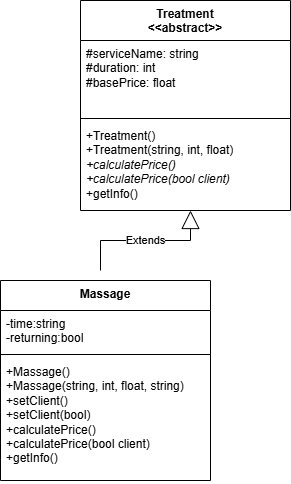 Treatment
<<abstract>>
#serviceName: string
#duration: int
#basePrice: float
+Treatment()
+Treatment(string, int, float)
+calculatePrice()
+calculatePrice(bool client)
+getInfo()
Extends
Massage
-time:string
-returning:bool
+Massage()
+Massage(string, int, float, string)
+setClient()
+setClient(bool)
+calculatePrice()
+calculatePrice(bool client)
+getInfo()